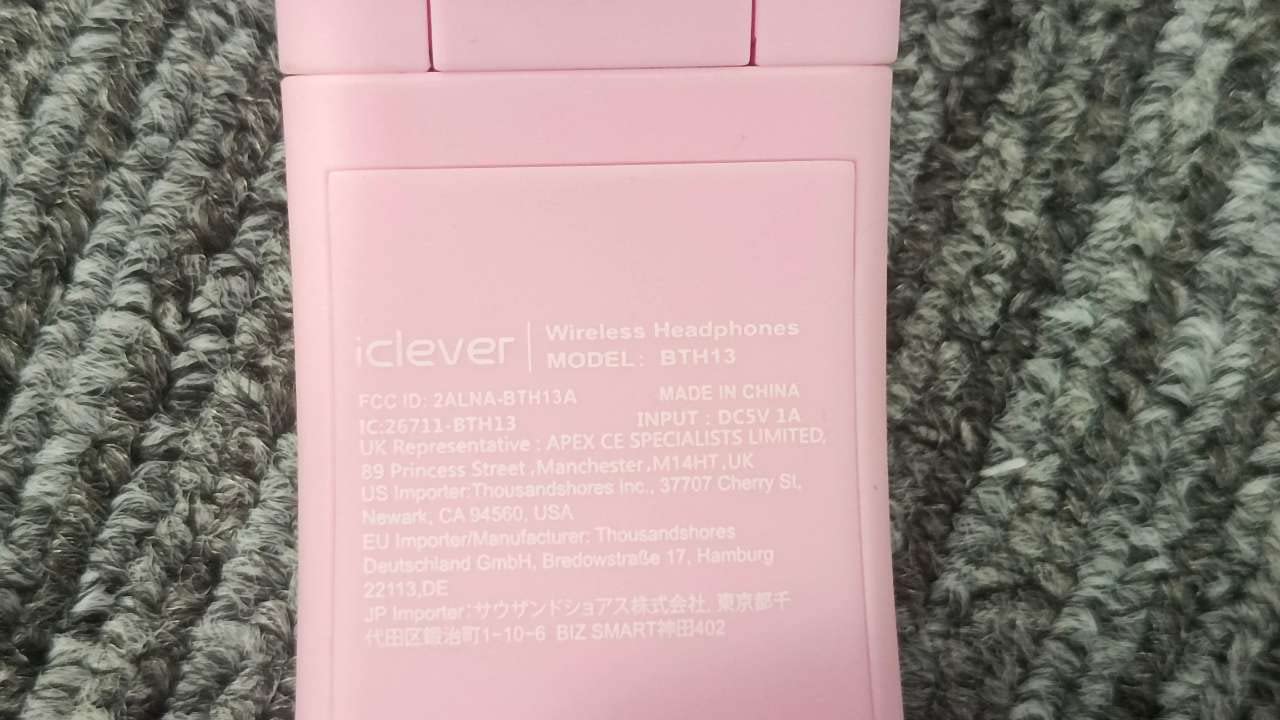 iclever
Wireless Headphones
MODEL: BTH13
FCC ID: 2ALNA-BTH13A
MADE IN CHINA
IC:26711-BTH13
INPUT : DC5V 1A
UK Representative : APEX CE SPECIALISTS LIMITED,
89 Princess Street ,Manchester,M14HT,UK
US Importer:Thousandshores Inc., 37707 Cherry St,
Newark, CA 94560, USA
EU Importer/Manufacturer: Thousandshores
Deutschland GmbH, Bredowstraße 17, Hamburg
22113,DE
JP Importer:サウザンドショアス株式会社, 東京都千
代田区鍛冶町1-10-6 BIZ SMART神田402